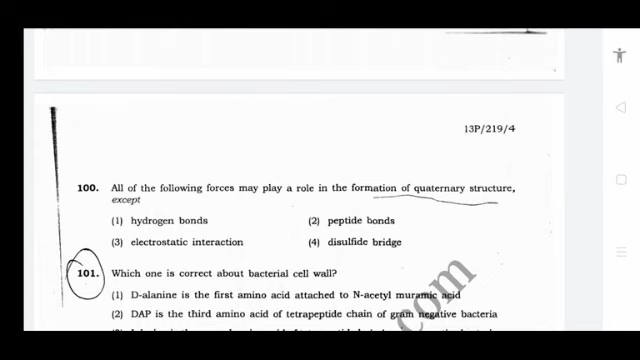 13P/219/4
100. All of the following forces may play a role in the formation of quaternary structure,
except
(1) hydrogen bonds (2) peptide bonds
(3) electrostatic interaction (4) disulfide bridge
101. Which one is correct about bacterial cell wall?
(1) D-alanine is the first amino acid attached to N-acetyl muramic acid
(2) DAP is the third amino acid of tetrapeptide chain of gram negative bacteria
.com